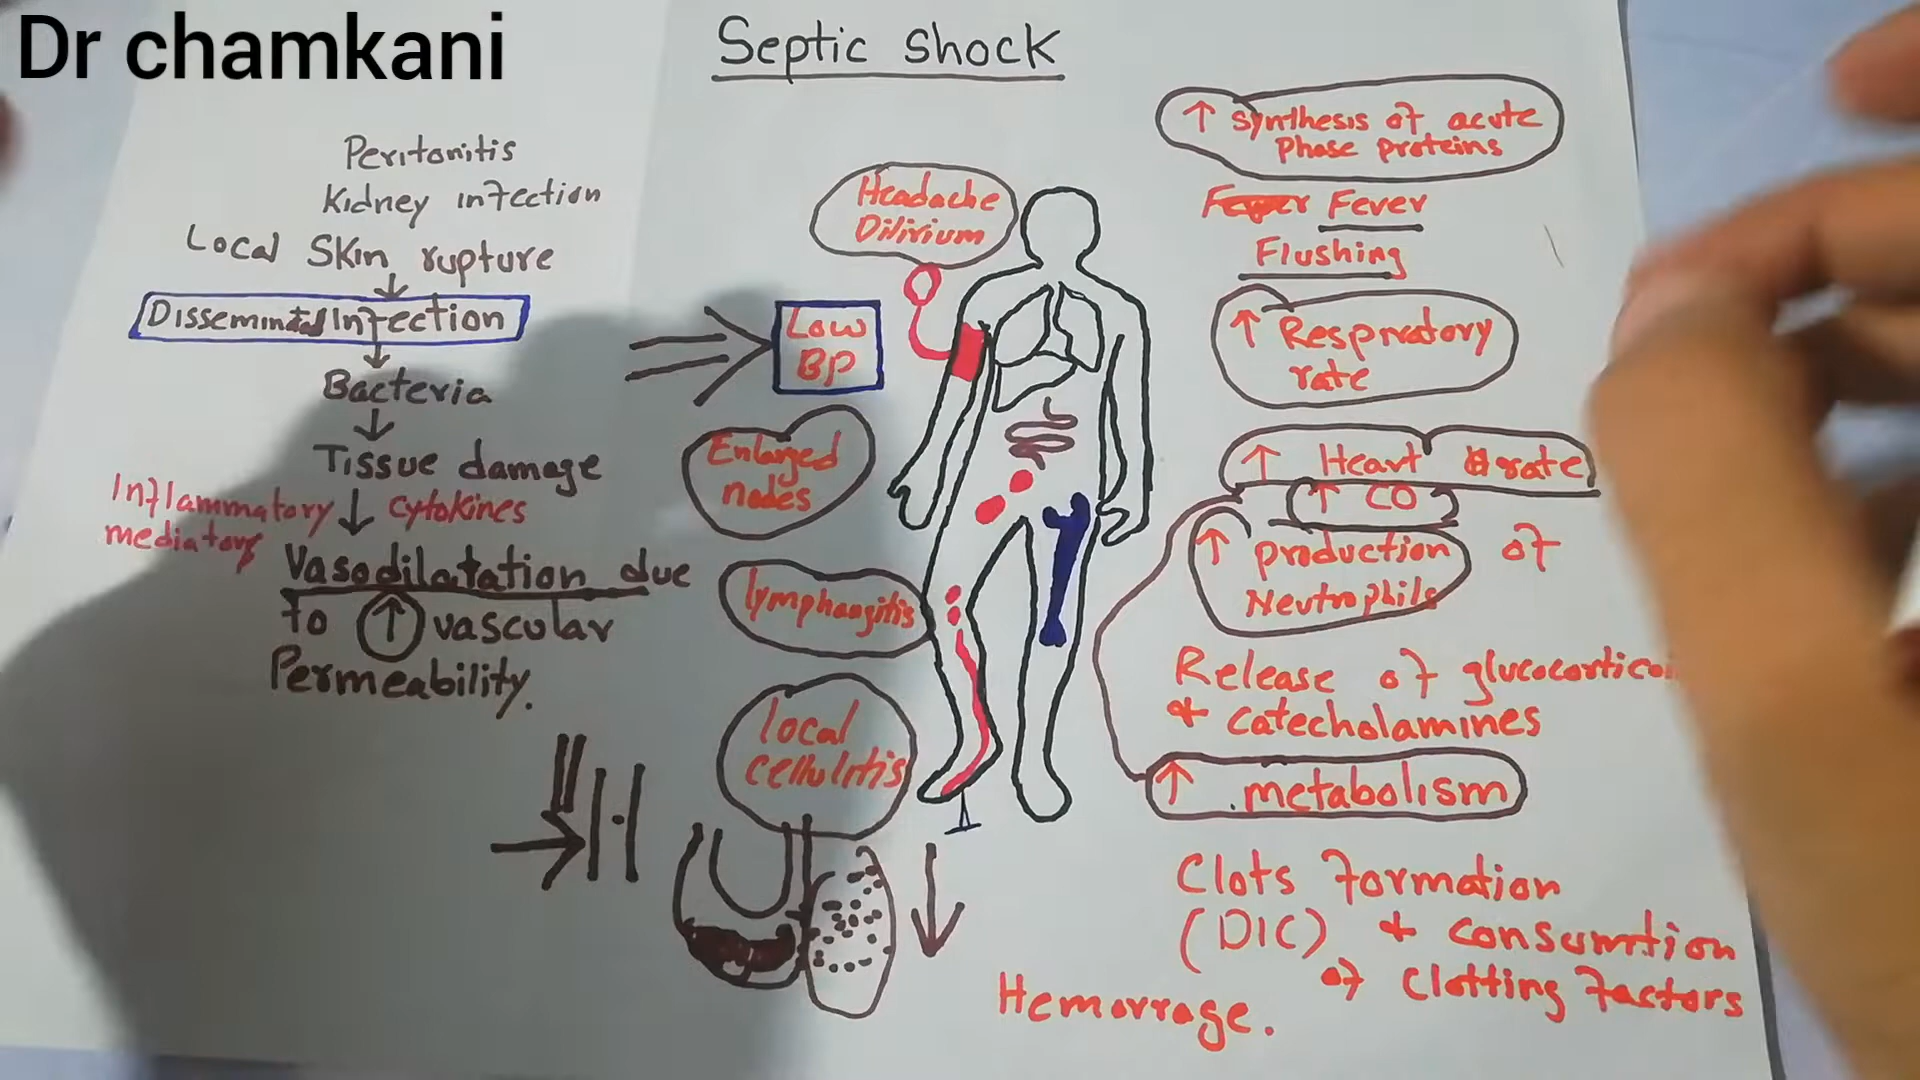 Dr chamkani
Septic shock
Peritonitis
Kidney infection
Local Skin rupture
Infection
Bacteria
Tissue damage
Inflammatory
mediators
cytokines
Vasodilatation due
to ↑ vascular
Permeability.
Headache
Dilirium
Low
BP
Enlarged
nodes
lymphangitis
local
cellulitis
↑ Synthesis of acute
Phase proteins
Fever
Flushing
↑ Respiratory
rate
↑ Heart rate
↑ CO
↑ production of
Neutrophils
Release of
& catecholamines
↑ metabolism
Clots formation
(DIC) &
of Clotting factors
Hemorrage.